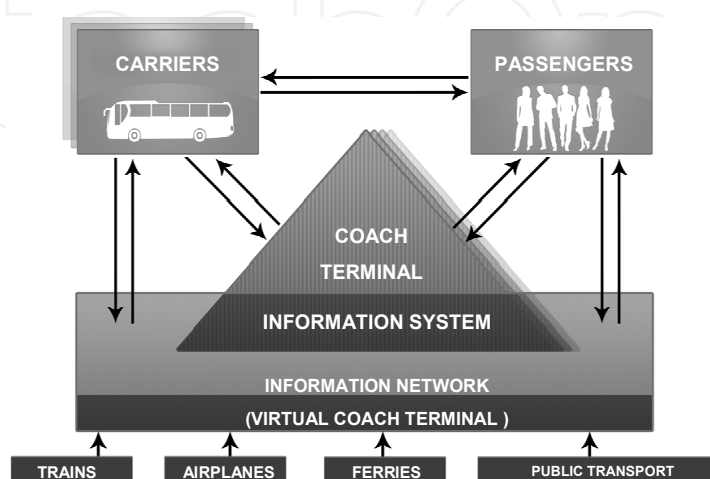 CARRIERS
PASSENGERS
COACH
TERMINAL
INFORMATION SYSTEM
INFORMATION NETWORK
(VIRTUAL COACH TERMINAL )
TRAINS
AIRPLANES
FERRIES
PUBLIC TRANSPORT